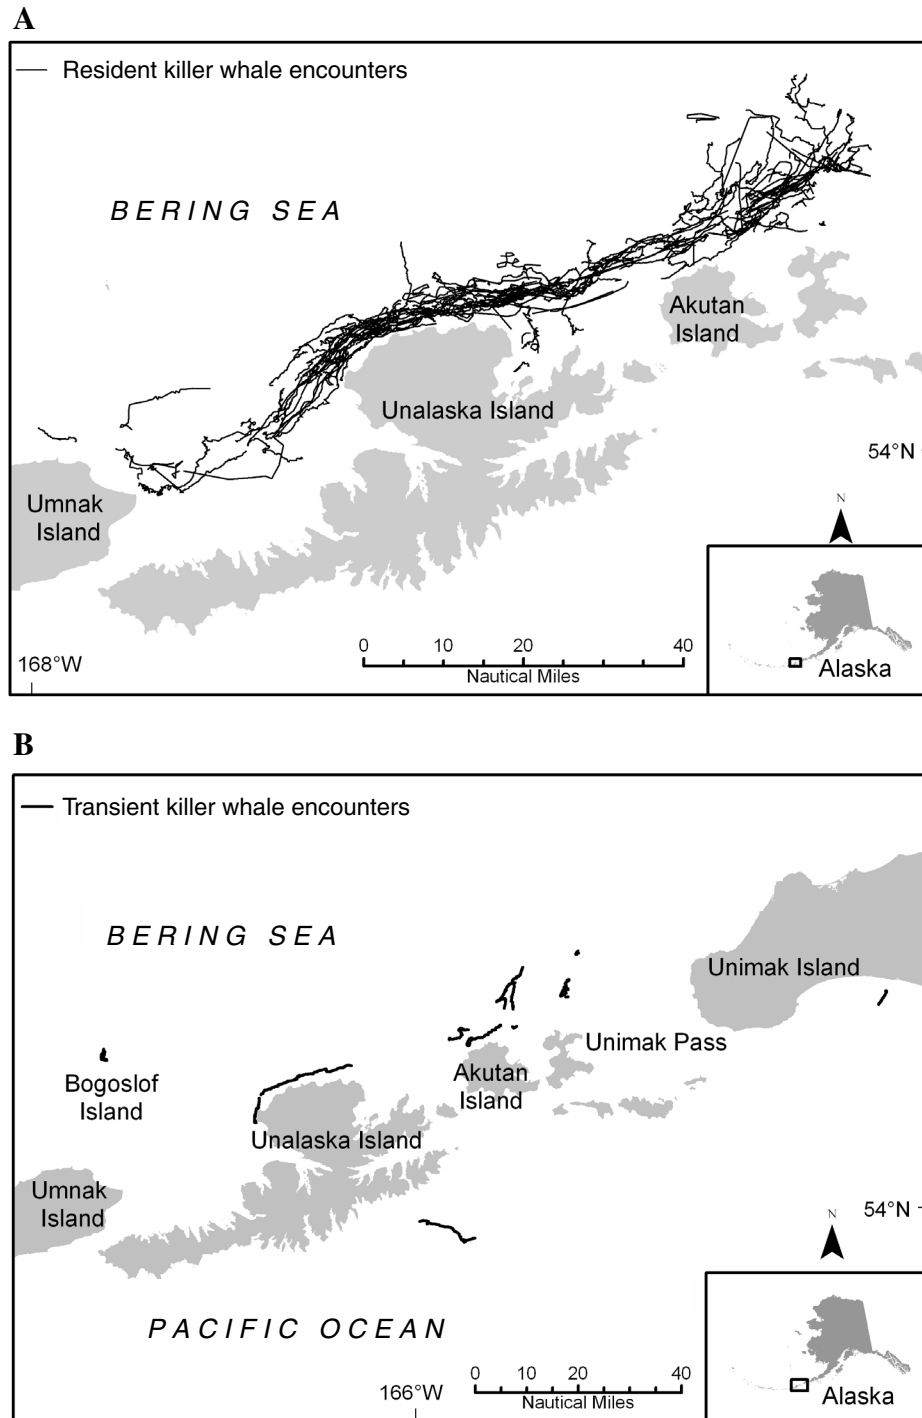 A
Resident killer whale encounters
BERING SEA
Akutan
Island
Unalaska Island
54°N
Umnak
Island
N
0 10 20 40
Nautical Miles
168°W
Alaska
B
Transient killer whale encounters
BERING SEA
Unimak Island
Unimak Pass
Bogoslof
Island
Akutan
Island
Unalaska Island
Umnak
Island
54°N
N
PACIFIC OCEAN
0 10 20 40
Nautical Miles
166°W
Alaska